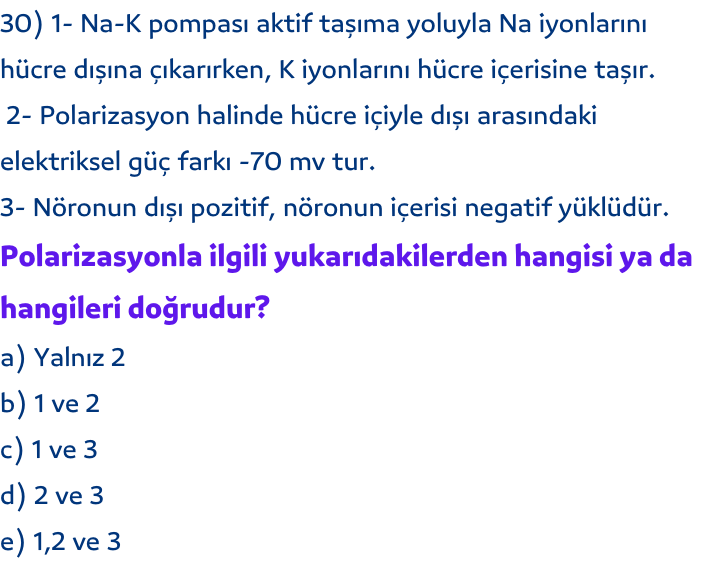 30) 1- Na-K pompası aktif taşıma yoluyla Na iyonlarını
hücre dışına çıkarırken, K iyonlarını hücre içerisine taşır.
2- Polarizasyon halinde hücre içiyle dışı arasındaki
elektriksel güç farkı -70 mv tur.
3- Nöronun dışı pozitif, nöronun içerisi negatif yüklüdür.
Polarizasyonla ilgili yukarıdakilerden hangisi ya da
hangileri doğrudur?
a) Yalnız 2
b) 1 ve 2
c) 1 ve 3
d) 2 ve 3
e) 1,2 ve 3